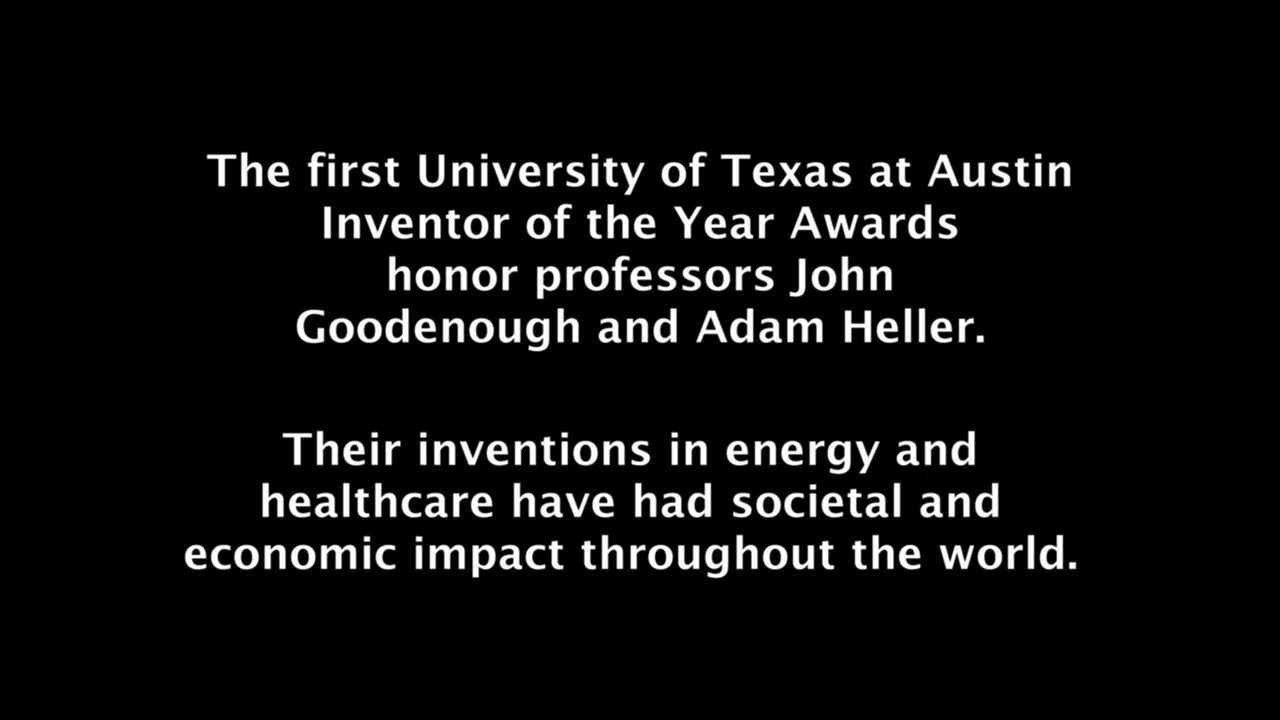 The first University of Texas at Austin
Inventor of the Year Awards
honor professors John
Goodenough and Adam Heller.
Their inventions in energy and
healthcare have had societal and
economic impact throughout the world.